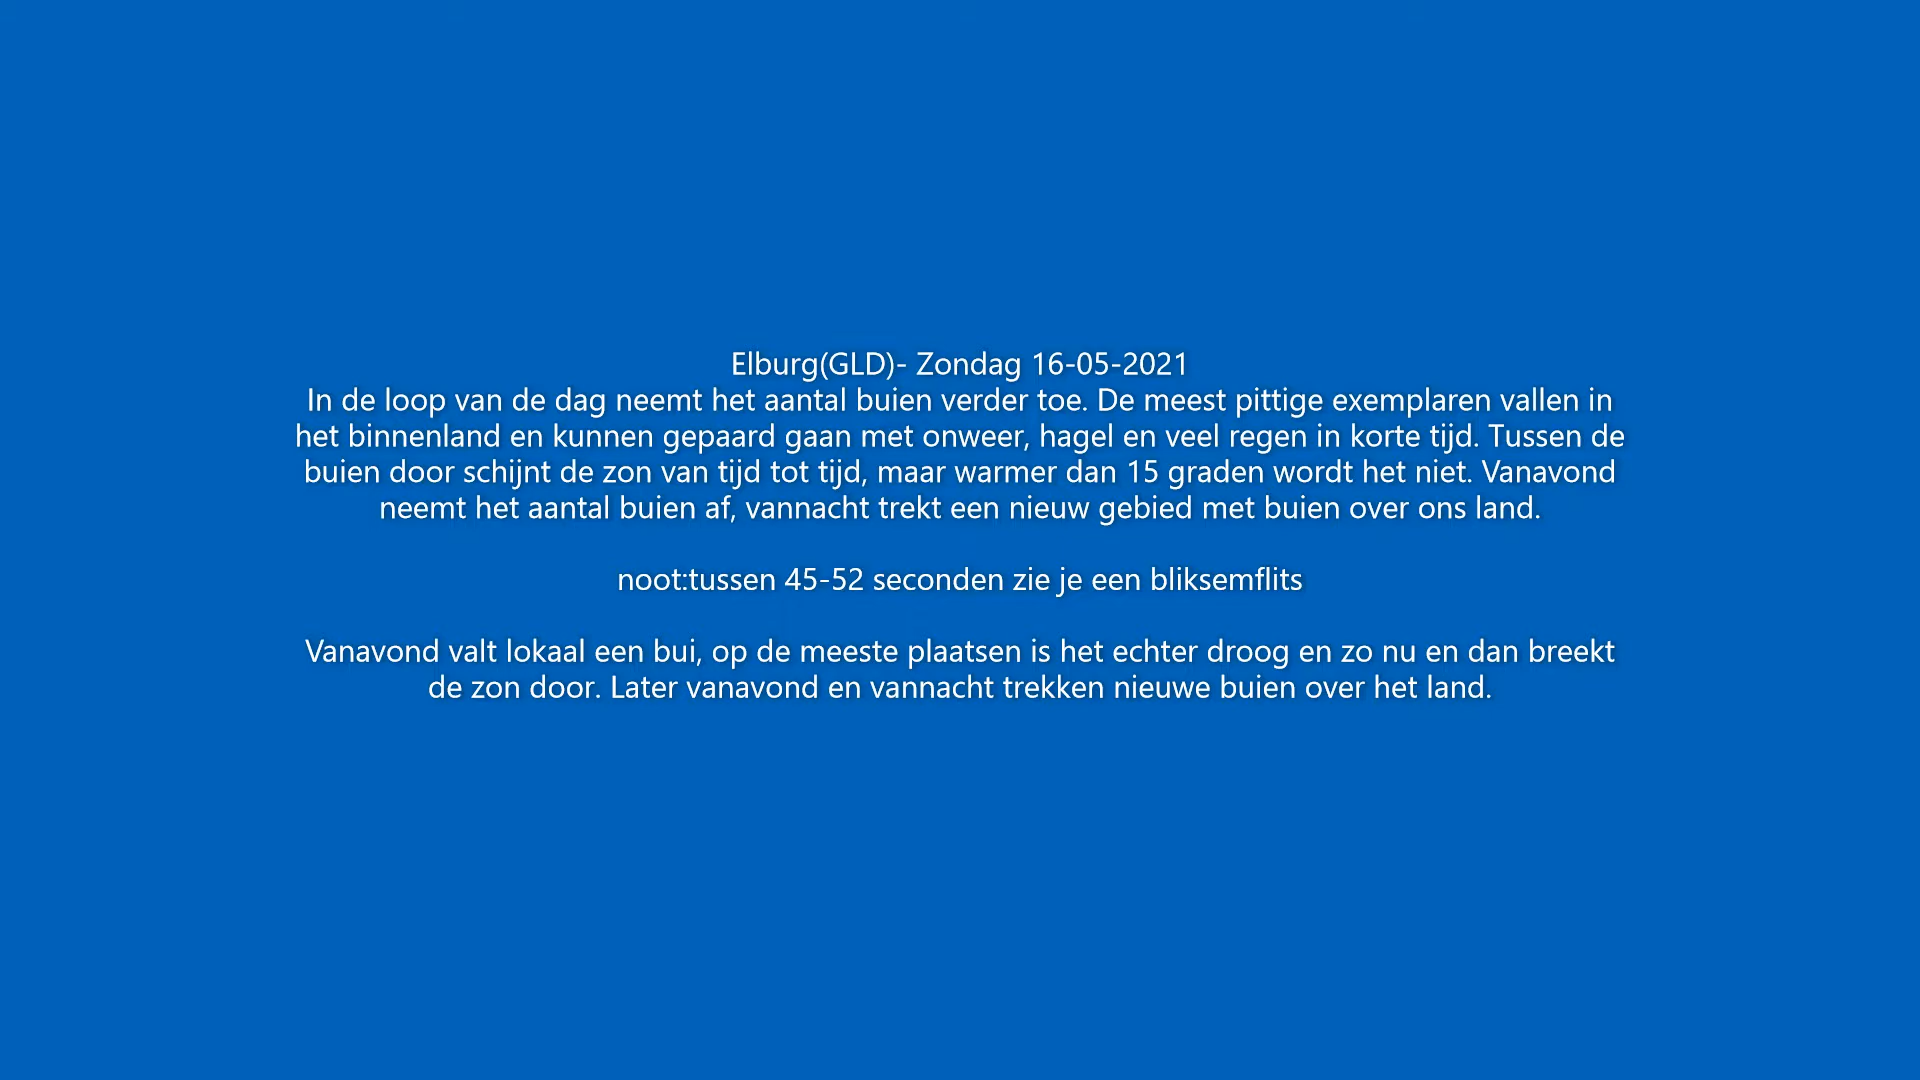 Elburg(GLD)- Zondag 16-05-2021
In de loop van de dag neemt het aantal buien verder toe. De meest pittige exemplaren vallen in
het binnenland en kunnen gepaard gaan met onweer, hagel en veel regen in korte tijd. Tussen de
buien door schijnt de zon van tijd tot tijd, maar warmer dan 15 graden wordt het niet. Vanavond
neemt het aantal buien af, vannacht trekt een nieuw gebied met buien over ons land.
noot:tussen 45-52 seconden zie je een bliksemflits
Vanavond valt lokaal een bui, op de meeste plaatsen is het echter droog en zo nu en dan breekt
de zon door. Later vanavond en vannacht trekken nieuwe buien over het land.